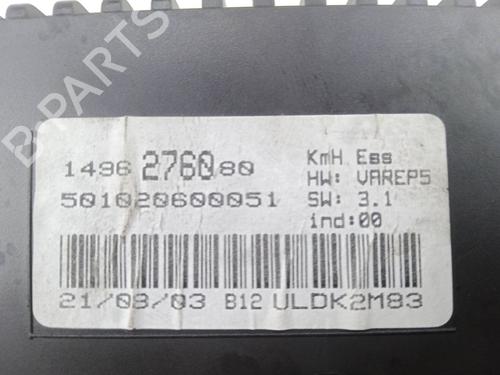 B-PARTS
1496 2760 80
KmH Ess
HW: VAREP5
501020600051
SW: 3.1
ind:00
21/08/03 B12 ULDK2M83